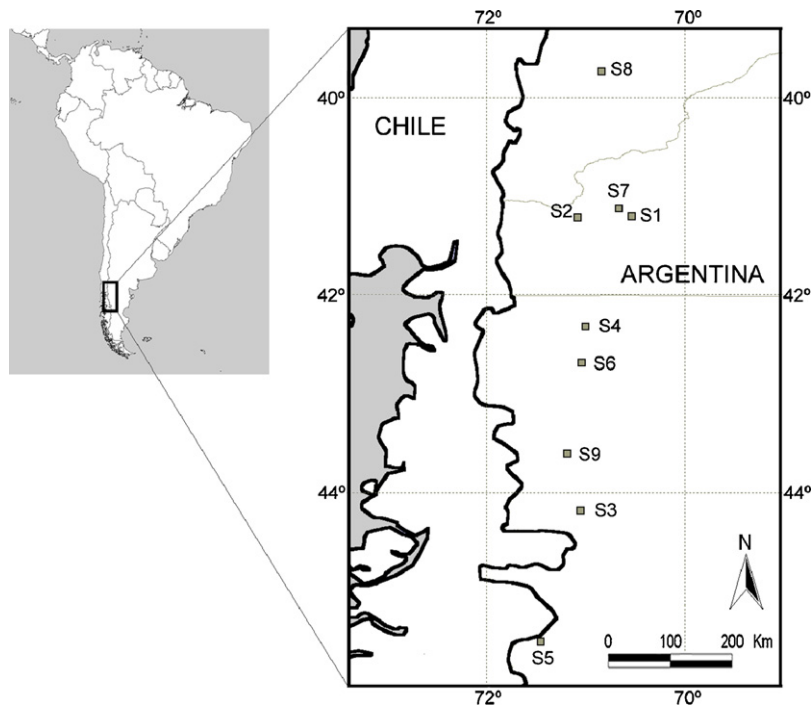 72º 70º
S8
40º 40º
CHILE
S7
S2 S1
ARGENTINA
42º 42º
S4
S6
S9
44º 44º
S3
N
0 100 200 Km
S5
72º 70º